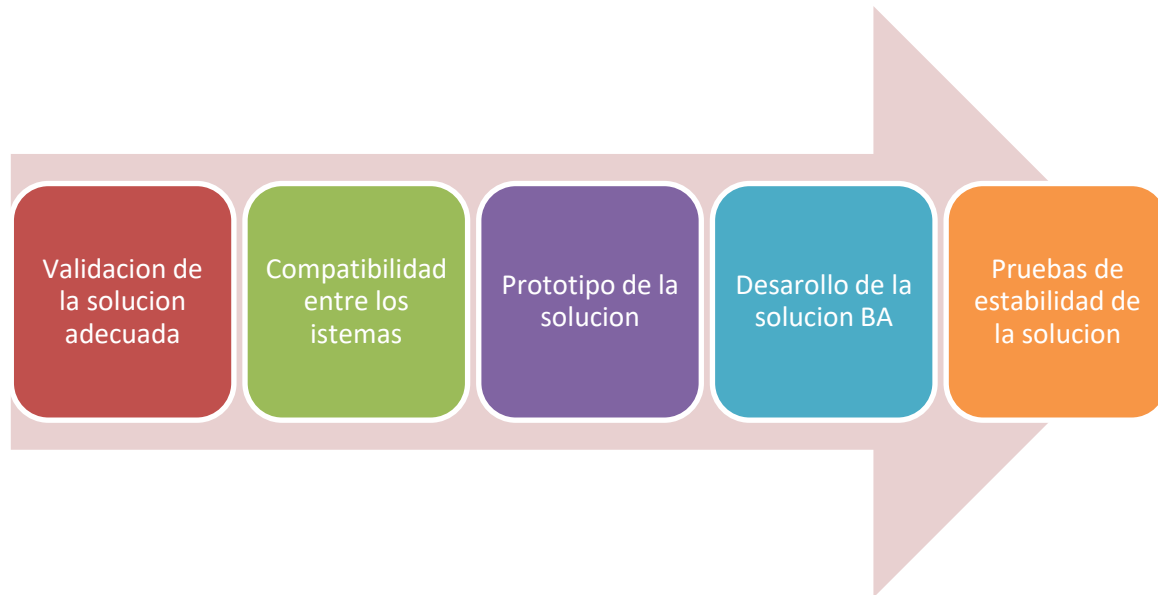 Validacion de
la solucion
adecuada
Compatibilidad
entre los
istemas
Prototipo de la
solucion
Desarollo de la
solucion BA
Pruebas de
estabilidad de
la solucion